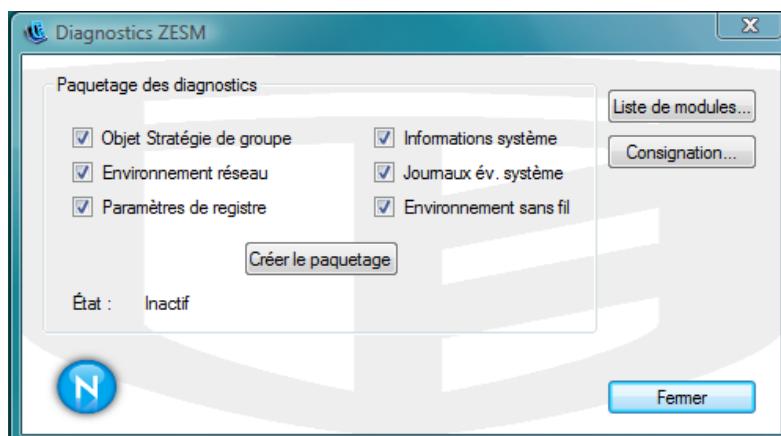 Diagnostics ZESM
Paquetage des diagnostics
Objet Stratégie de groupe
Informations système
Environnement réseau
Journaux év. système
Paramètres de registre
Environnement sans fil
Créer le paquetage
État : Inactif
Liste de modules...
Consignation...
N
Fermer